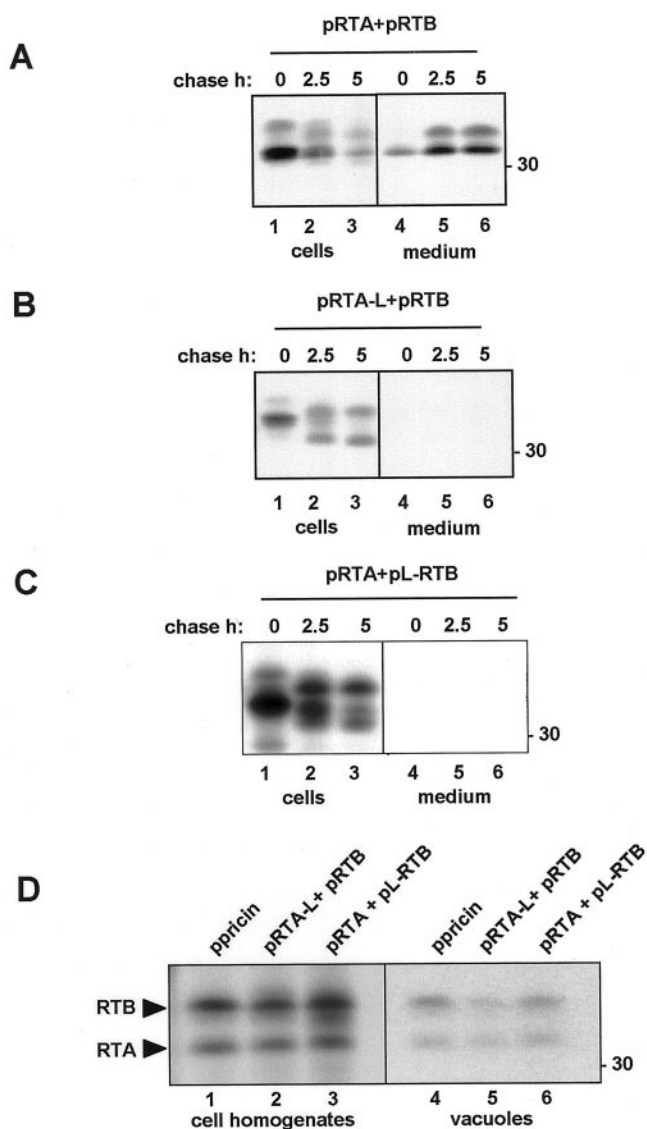 A
pRTA+pRTB
chase h: 0 2.5 5 0 2.5 5
- 30
1 2 3 4 5 6
cells medium
B
pRTA-L+pRTB
chase h: 0 2.5 5 0 2.5 5
- 30
1 2 3 4 5 6
cells medium
C
pRTA+pL-RTB
chase h: 0 2.5 5 0 2.5 5
- 30
1 2 3 4 5 6
cells medium
D
ppricin pRTA-L+ pRTB pRTA + pL-RTB ppricin pRTA-L+ pRTB pRTA + pL-RTB
RTB
RTA
- 30
1 2 3 4 5 6
cell homogenates vacuoles